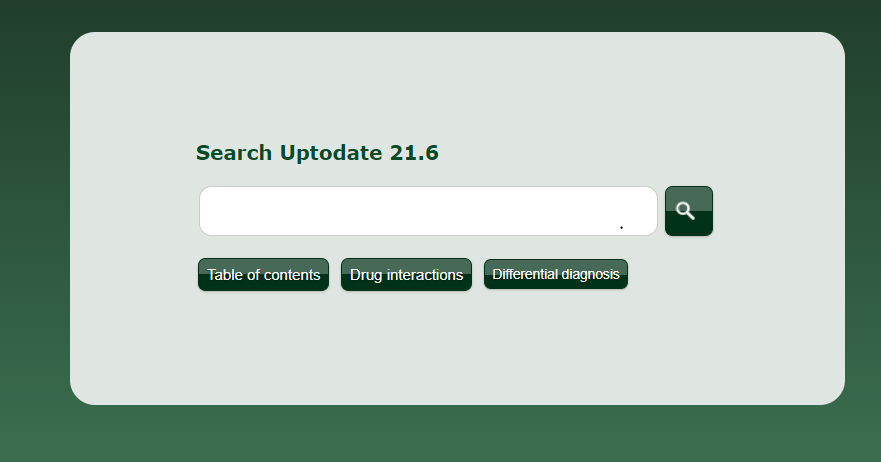 Search Uptodate 21.6
.
Table of contents Drug interactions Differential diagnosis